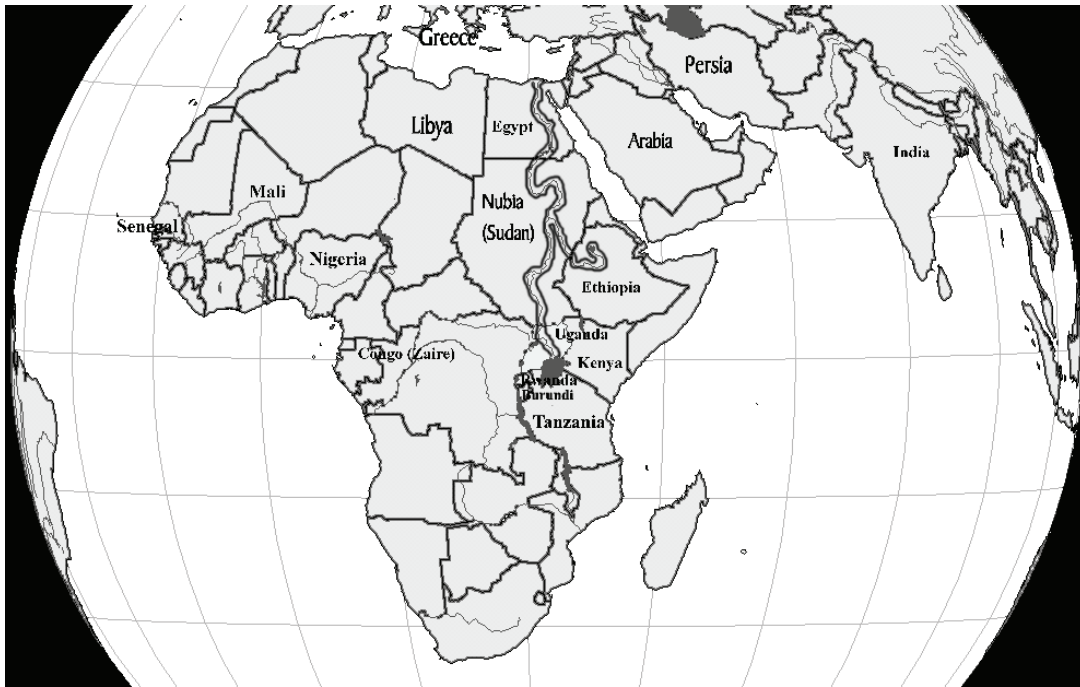 Greece
Persia
Libya
Egypt
Arabia
India
Mali
Nubia
(Sudan)
Senegal
Nigeria
Ethiopia
Uganda
Congo (Zaire)
Kenya
Rwanda
Burundi
Tanzania